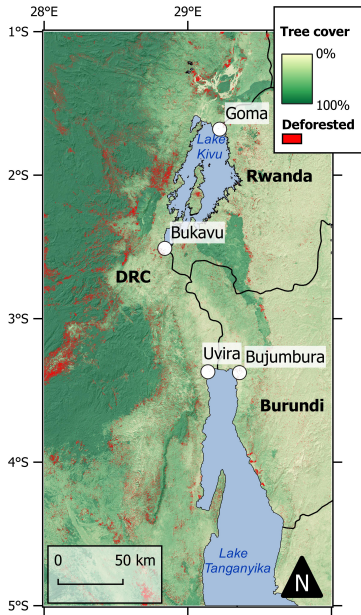 28°E
29°E
Tree cover
0%
100%
Deforested
1°S
Goma
Lake
Kivu
2°S
Rwanda
Bukavu
DRC
3°S
Uvira
Bujumbura
Burundi
4°S
0
50 km
Lake
Tanganyika
N
5°S